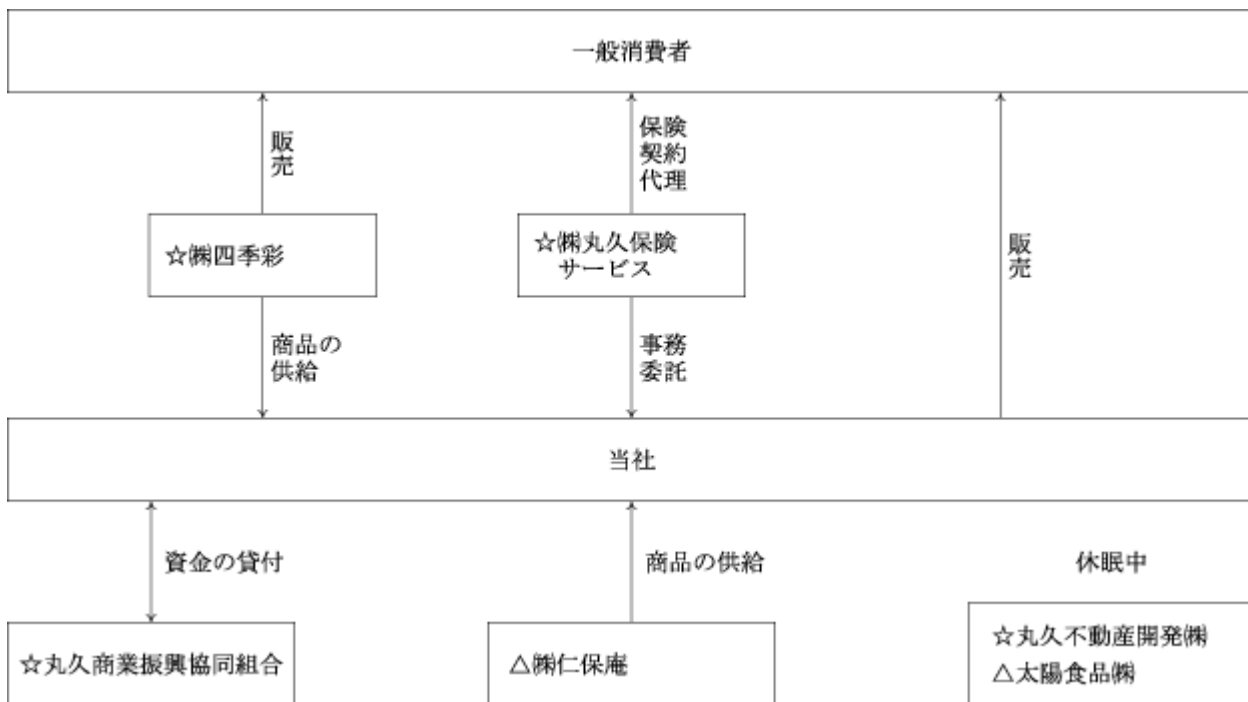 一般消費者
販売
保険
契約
代理
☆㈱四季彩
☆㈱丸久保険
サービス
販売
商品の
供給
事務
委託
当社
資金の貸付
商品の供給
休眠中
☆丸久商業振興協同組合
△㈱仁保庵
☆丸久不動産開発㈱
△太陽食品㈱